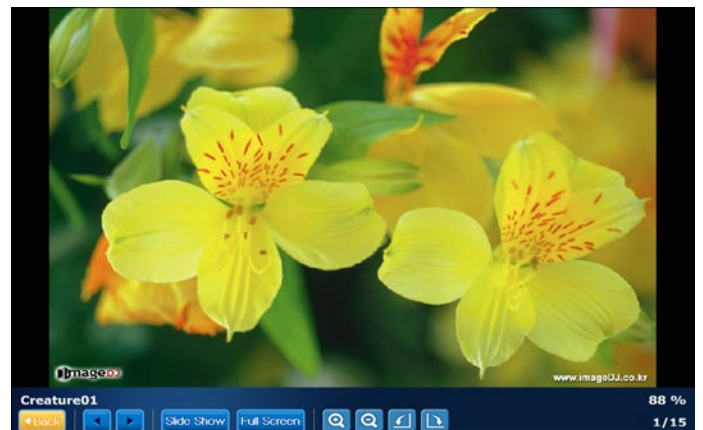 imageDJ
www.imageDJ.co.kr
Creature01
88 %
Back
Slide Show
Full Screen
1/15